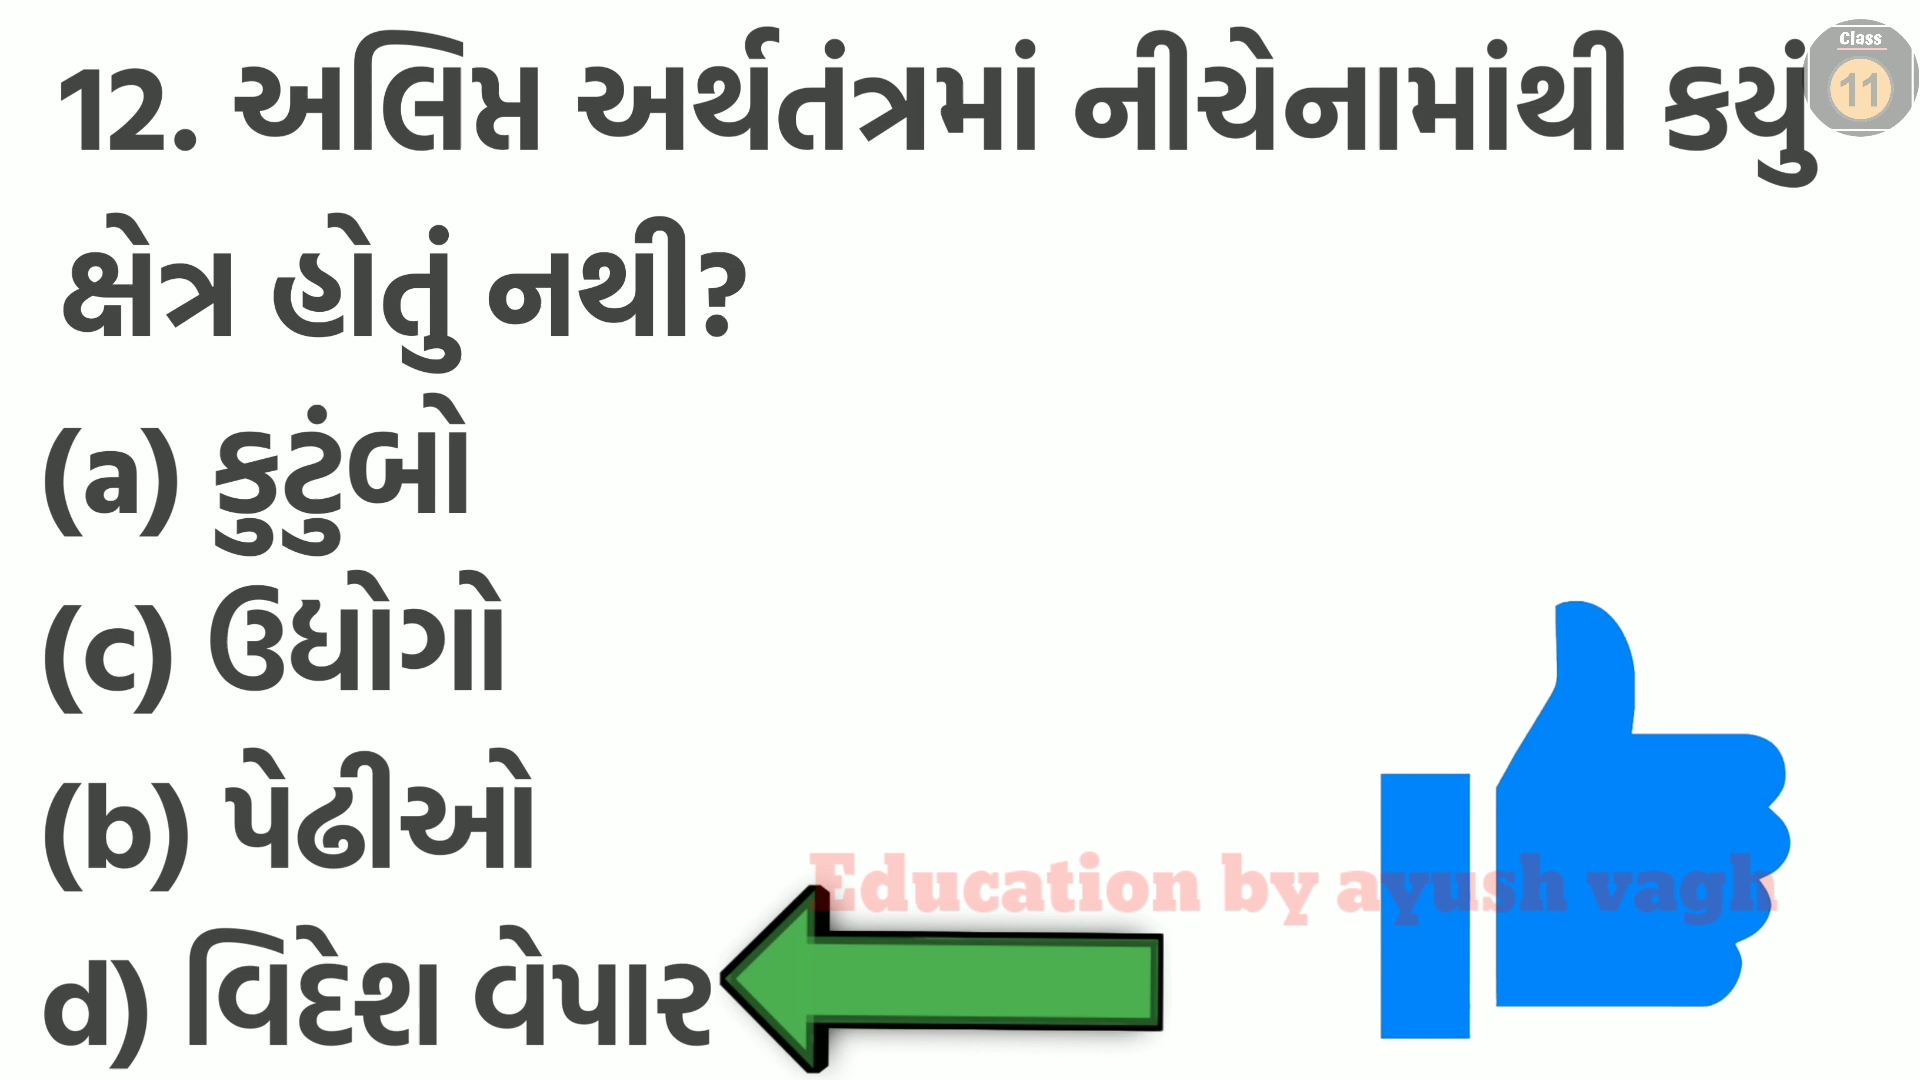 12. અલિપ્ત અર્થતંત્રમાં નીચેનામાંથી કયું
ક્ષેત્ર હોતું નથી?
(a) કુટુંબો
(c) ઉદ્યોગો
(b) પેઢીઓ
d) વિદેશ વેપાર
Class
11
Education by ayush vagh